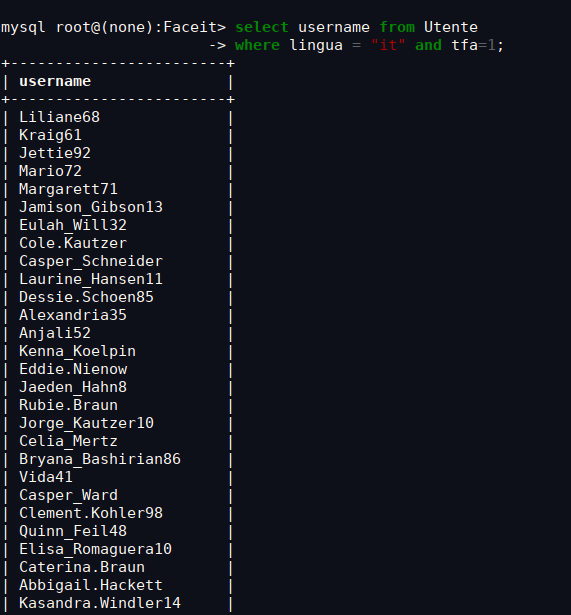 mysql root@(none):Faceit> select username from Utente
-> where lingua = "it" and tfa=1;
+------------------------+
| username |
+------------------------+
| Liliane68 |
| Kraig61 |
| Jettie92 |
| Mario72 |
| Margarett71 |
| Jamison_Gibson13 |
| Eulah_Will32 |
| Cole.Kautzer |
| Casper_Schneider |
| Laurine_Hansen11 |
| Dessie.Schoen85 |
| Alexandria35 |
| Anjali52 |
| Kenna_Koelpin |
| Eddie.Nienow |
| Jaeden_Hahn8 |
| Rubie.Braun |
| Jorge_Kautzer10 |
| Celia_Mertz |
| Bryana_Bashirian86 |
| Vida41 |
| Casper_Ward |
| Clement.Kohler98 |
| Quinn_Feil48 |
| Elisa_Romaguera10 |
| Caterina.Braun |
| Abbigail.Hackett |
| Kasandra.Windler14 |